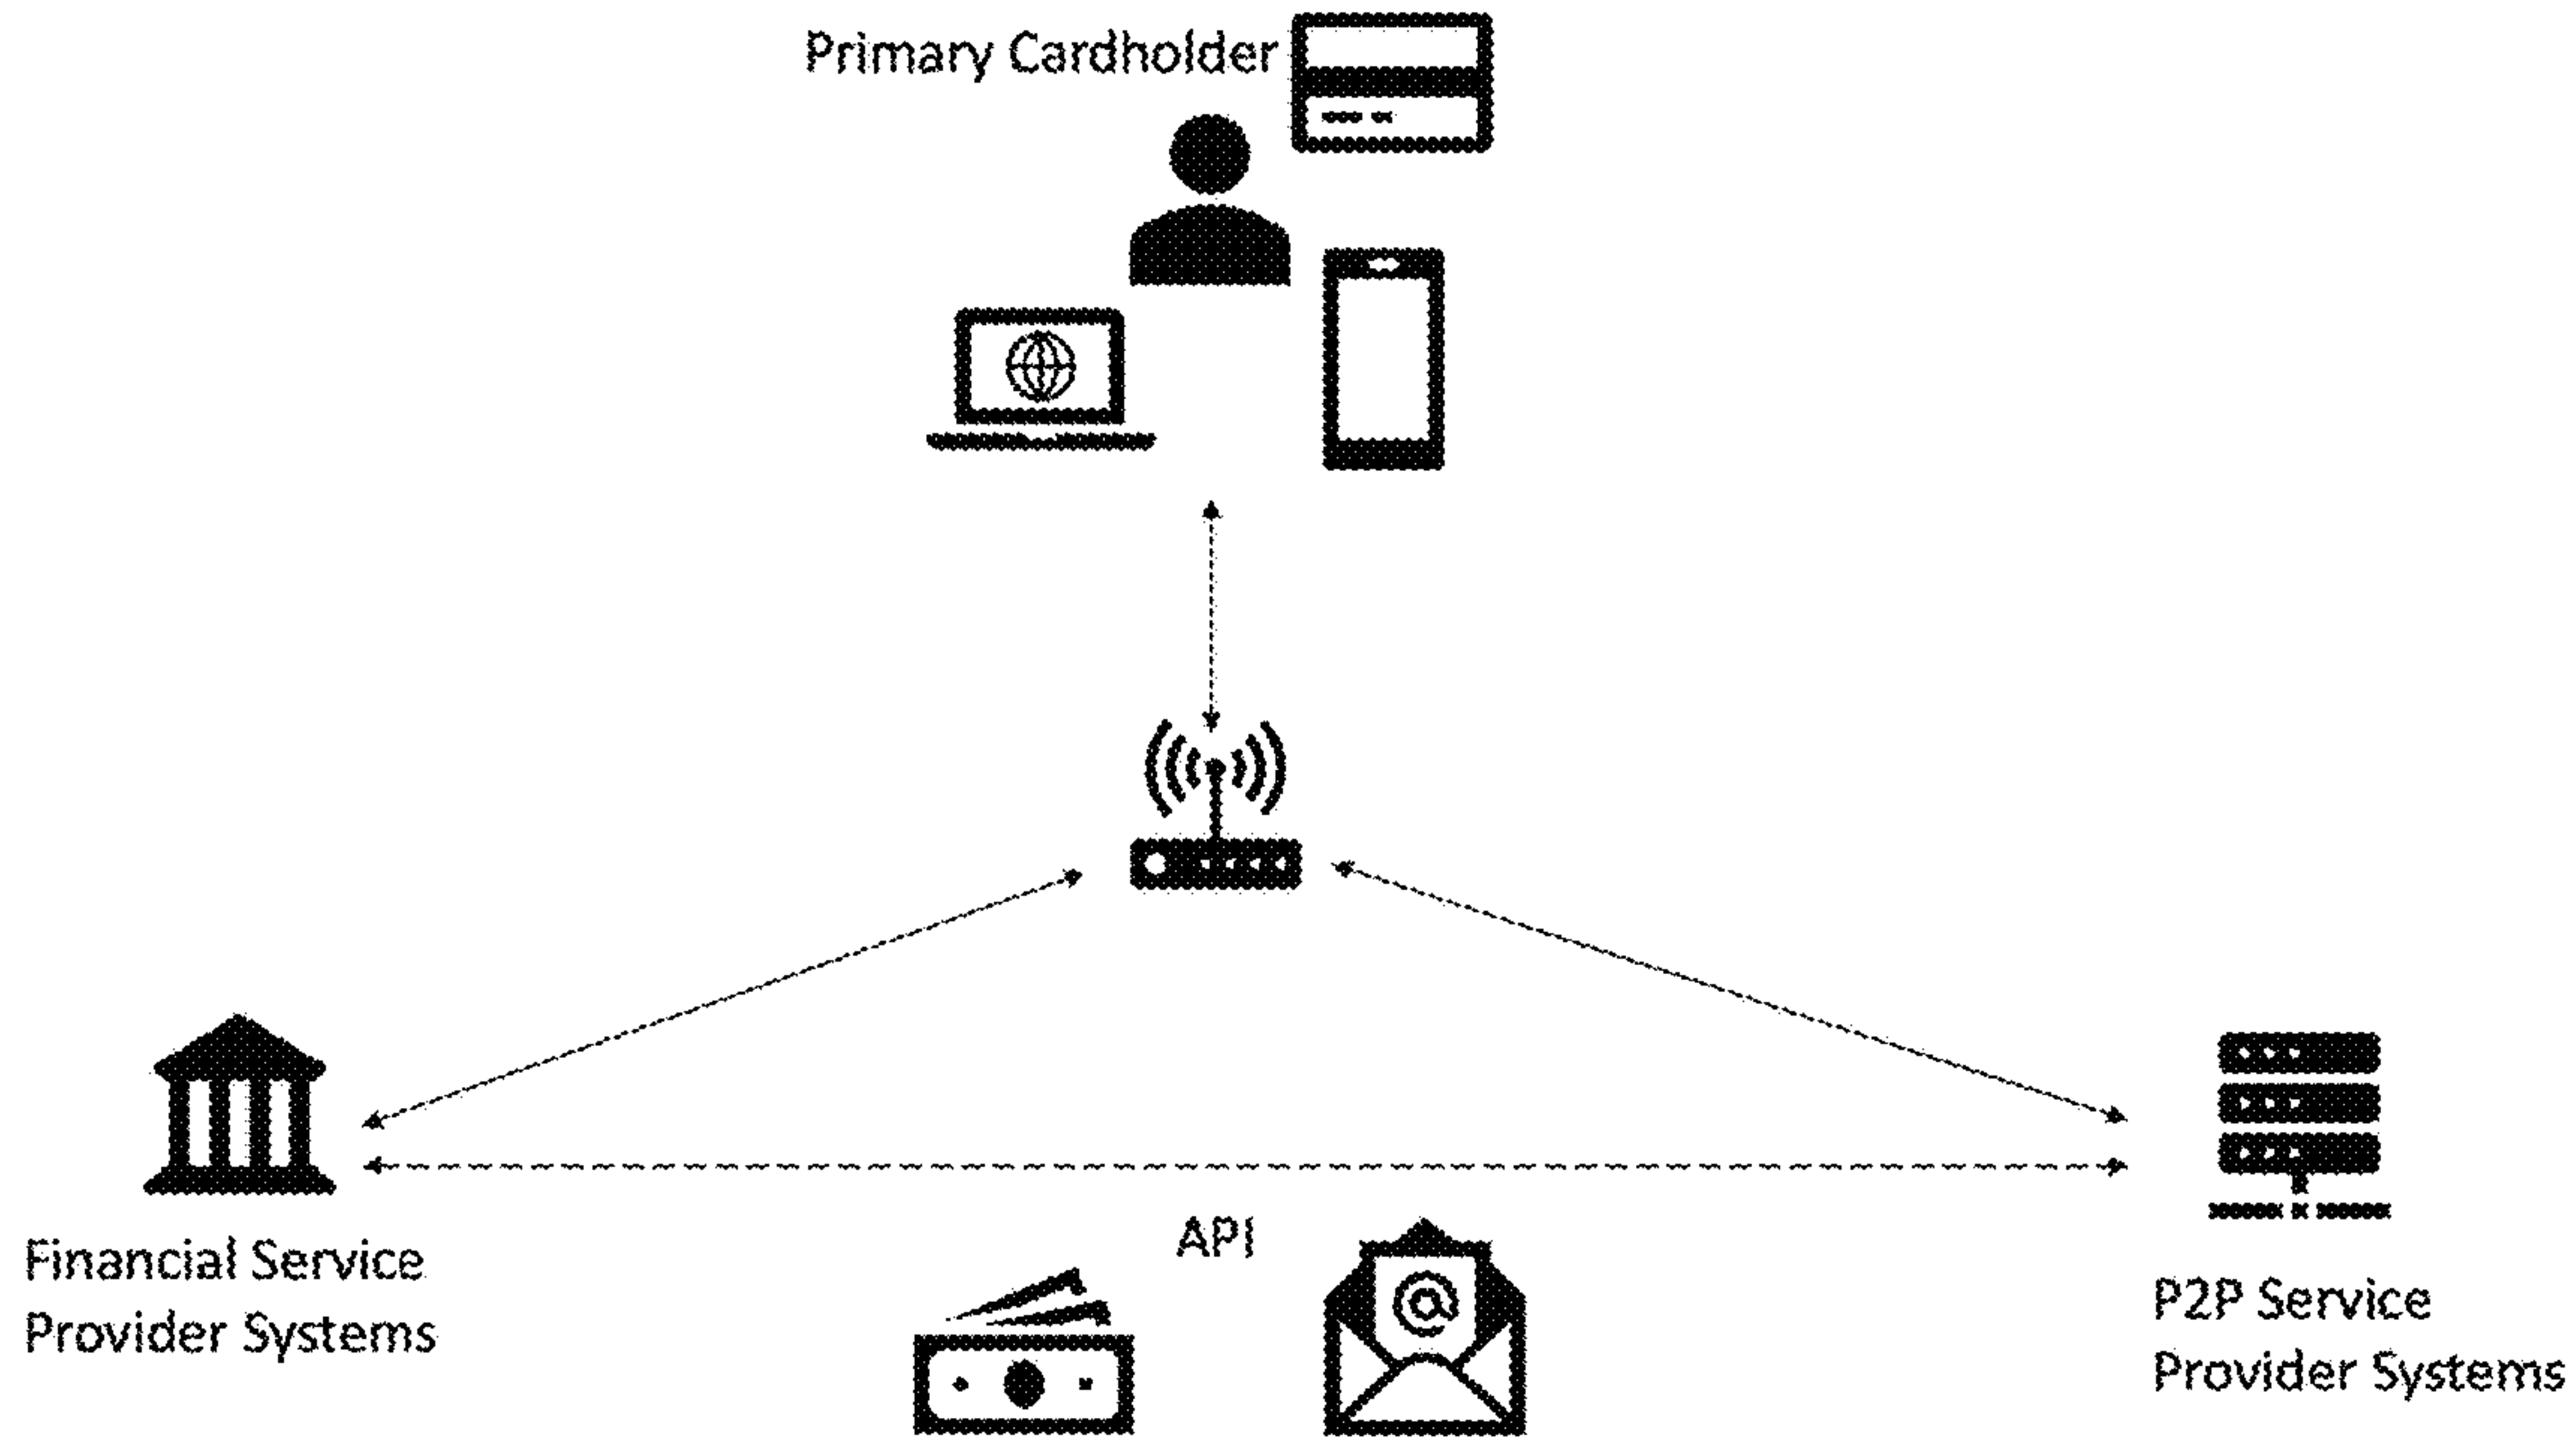 Primary Cardholder
API
Financial Service
Provider Systems
P2P Service
Provider Systems